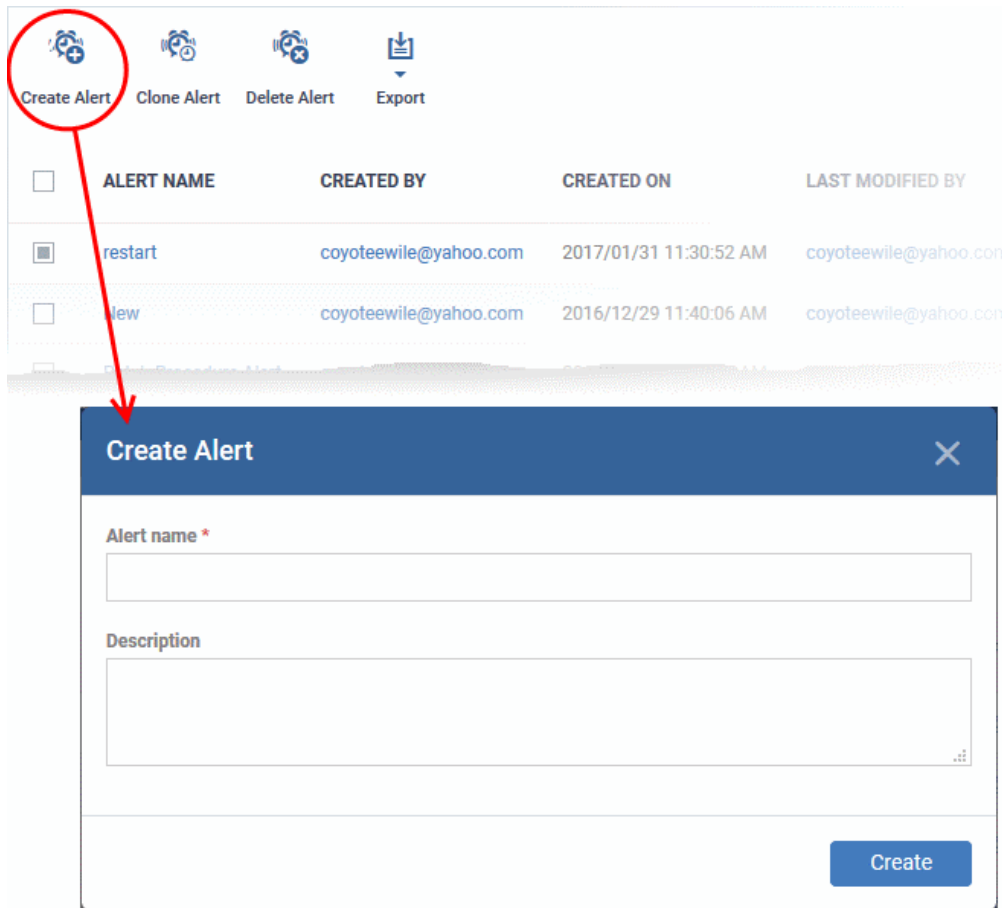 Create Alert Clone Alert Delete Alert Export
ALERT NAME CREATED BY CREATED ON LAST MODIFIED BY
restart coyoteewile@yahoo.com 2017/01/31 11:30:52 AM coyoteewile@yahoo.com
New coyoteewile@yahoo.com 2016/12/29 11:40:06 AM coyoteewile@yahoo.com
Create Alert
Alert name *
Description
Create